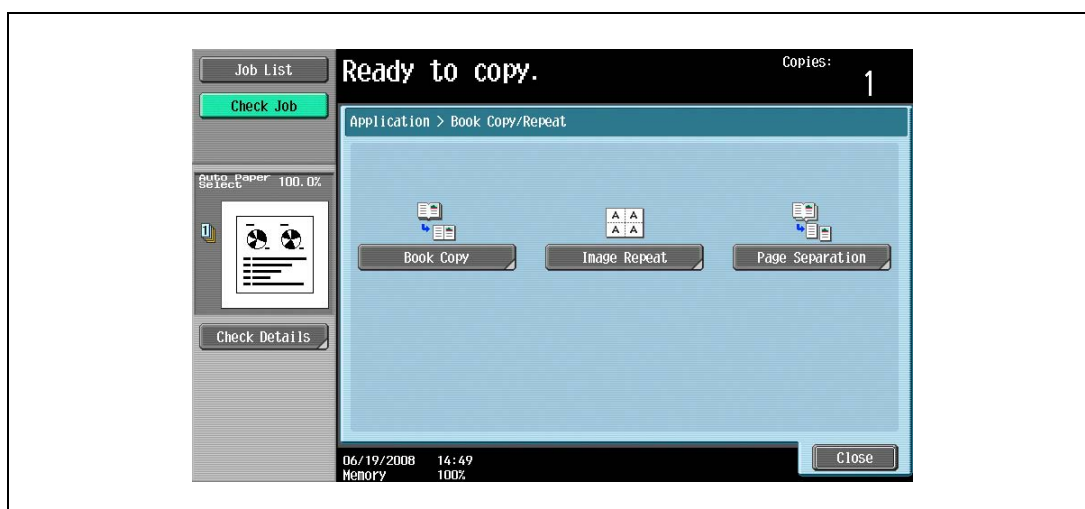 Job List
Check Job
Ready to copy.
Copies:
1
Application > Book Copy/Repeat
Auto Paper
Select
100.0%
1
A A
A A
Book Copy
Image Repeat
Page Separation
Check Details
06/19/2008 14:49
Memory 100%
Close